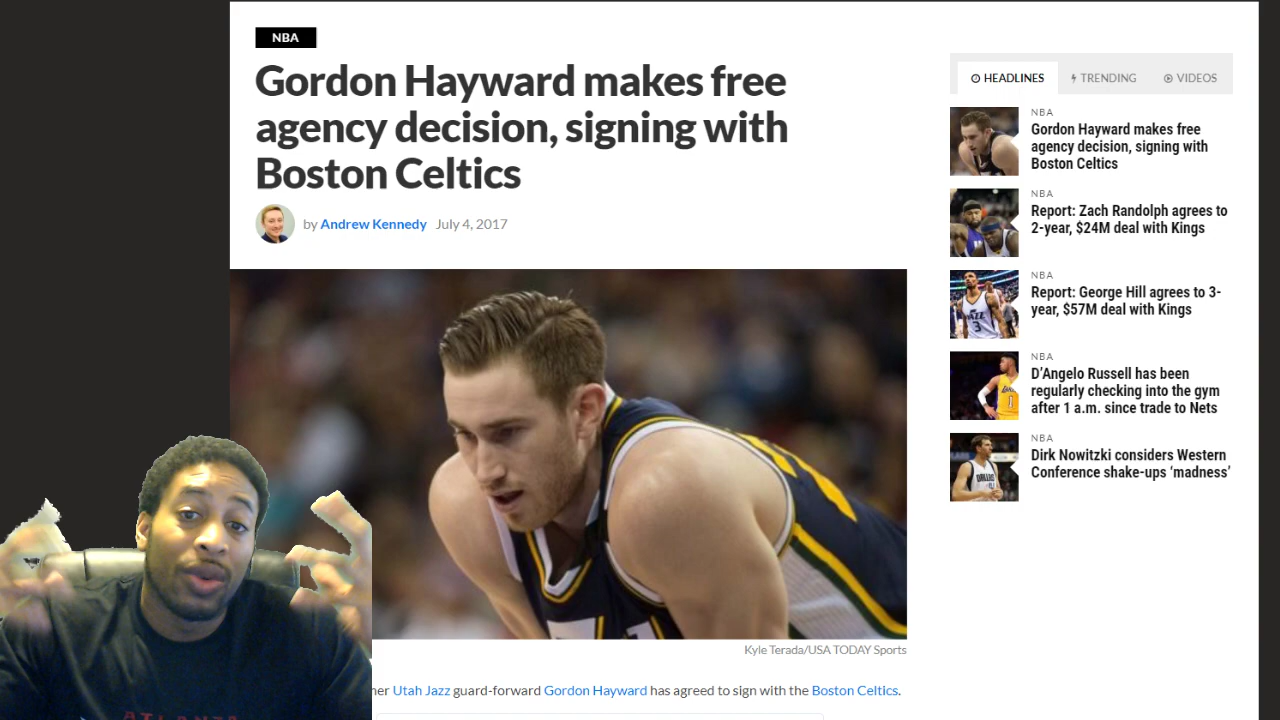 NBA
Gordon Hayward makes free
agency decision, signing with
Boston Celtics
by Andrew Kennedy July 4, 2017
Kyle Terada/USA TODAY Sports
Utah Jazz guard-forward Gordon Hayward has agreed to sign with the Boston Celtics.
HEADLINES TRENDING VIDEOS
NBA
Gordon Hayward makes free
agency decision, signing with
Boston Celtics
NBA
Report: Zach Randolph agrees to
2-year, $24M deal with Kings
NBA
Report: George Hill agrees to 3-
year, $57M deal with Kings
NBA
D’Angelo Russell has been
regularly checking into the gym
after 1 a.m. since trade to Nets
NBA
Dirk Nowitzki considers Western
Conference shake-ups ‘madness’